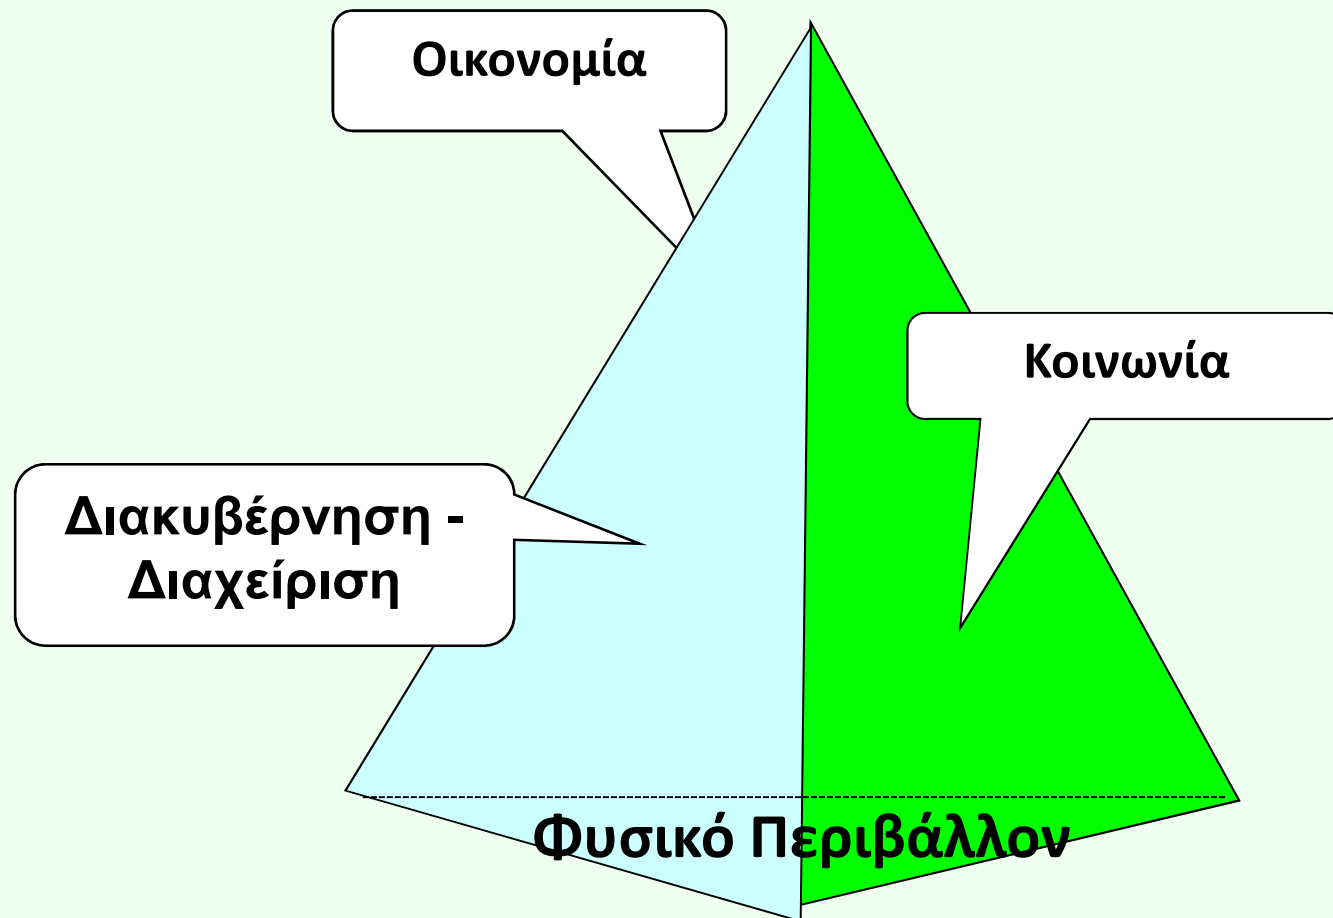 Οικονομία
Κοινωνία
Διακυβέρνηση -
Διαχείριση
Φυσικό Περιβάλλον